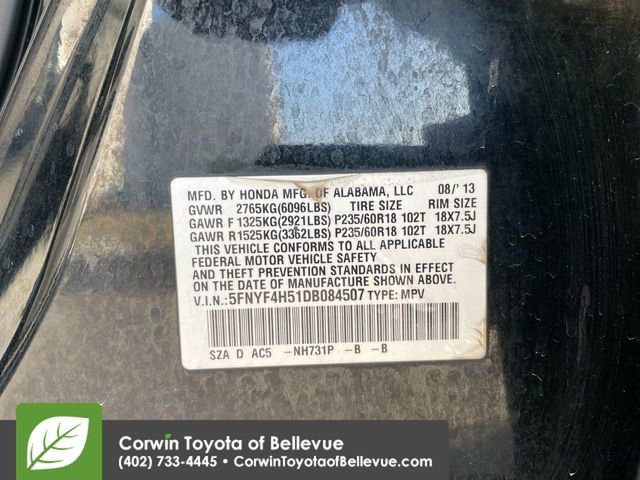 MFD. BY HONDA MFG. OF ALABAMA, LLC 08/'13
GVWR 2765KG(6096LBS) TIRE SIZE RIM SIZE
GAWR F 1325KG(2921LBS) P235/60R18 102T 18X7.5J
GAWR R1525KG(3362LBS) P235/60R18 102T 18X7.5J
THIS VEHICLE CONFORMS TO ALL APPLICABLE
FEDERAL MOTOR VEHICLE SAFETY
AND THEFT PREVENTION STANDARDS IN EFFECT
ON THE DATE OF MANUFACTURE SHOWN ABOVE.
V.I.N.: 5FNYF4H51DB084507 TYPE: MPV
SZA D AC5 -NH731P -B -B
Corwin Toyota of Bellevue
(402) 733-4445 • CorwinToyotaofBellevue.com